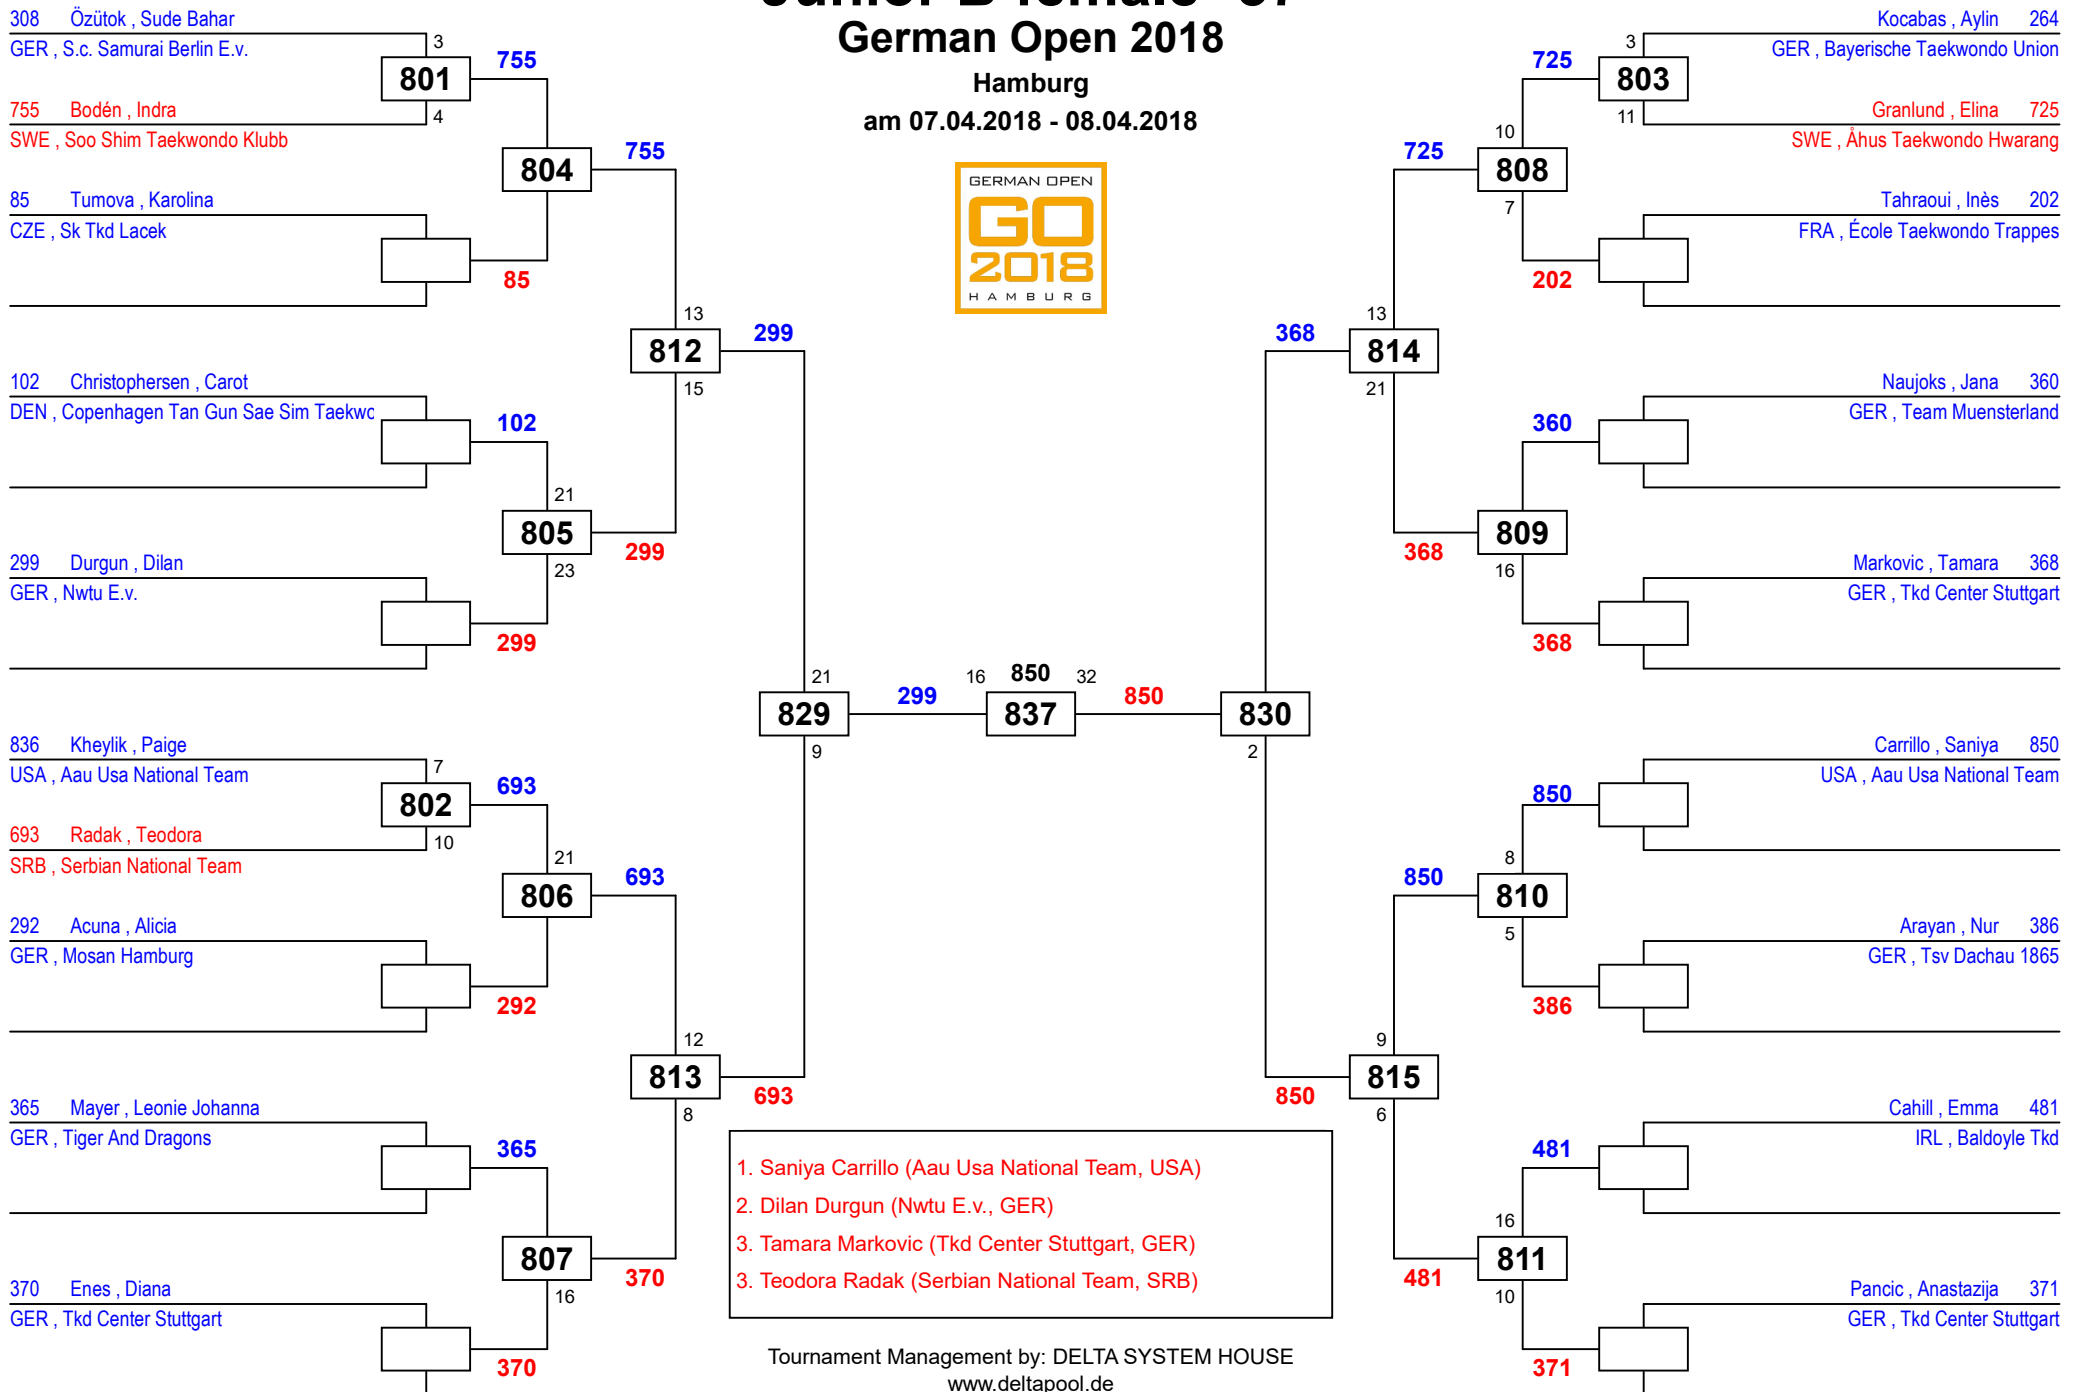 German Open 2018
Hamburg
am 07.04.2018 - 08.04.2018
GERMAN OPEN
GO
2018
HAMBURG
308 Özütok , Sude Bahar
GER , S.c. Samurai Berlin E.v.
3
801
755
4
755 Bodén , Indra
SWE , Soo Shim Taekwondo Klubb
804
755
85 Tumova , Karolina
CZE , Sk Tkd Lacek
85
13
812
299
15
102 Christophersen , Carot
DEN , Copenhagen Tan Gun Sae Sim Taekwo
102
21
805
299
23
299 Durgun , Dilan
GER , Nwtu E.v.
299
21
829
299
9
836 Kheylik , Paige
USA , Aau Usa National Team
7
802
693
10
693 Radak , Teodora
SRB , Serbian National Team
21
806
693
292 Acuna , Alicia
GER , Mosan Hamburg
292
12
813
693
8
365 Mayer , Leonie Johanna
GER , Tiger And Dragons
365
807
370
16
370 Enes , Diana
GER , Tkd Center Stuttgart
370
16 850 32
837
850
830
2
Kocabas , Aylin 264
GER , Bayerische Taekwondo Union
3
725
803
11
Granlund , Elina 725
SWE , Åhus Taekwondo Hwarang
10
725
808
7
Tahraoui , Inès 202
FRA , École Taekwondo Trappes
202
13
368
814
21
Naujoks , Jana 360
GER , Team Muensterland
360
809
368
16
Markovic , Tamara 368
GER , Tkd Center Stuttgart
368
Carrillo , Saniya 850
USA , Aau Usa National Team
850
8
850
810
5
Arayan , Nur 386
GER , Tsv Dachau 1865
386
9
815
850
6
Cahill , Emma 481
IRL , Baldoyle Tkd
481
16
811
481
10
Pancic , Anastazija 371
GER , Tkd Center Stuttgart
371
1. Saniya Carrillo (Aau Usa National Team, USA)
2. Dilan Durgun (Nwtu E.v., GER)
3. Tamara Markovic (Tkd Center Stuttgart, GER)
3. Teodora Radak (Serbian National Team, SRB)
Tournament Management by: DELTA SYSTEM HOUSE
www.deltapool.de